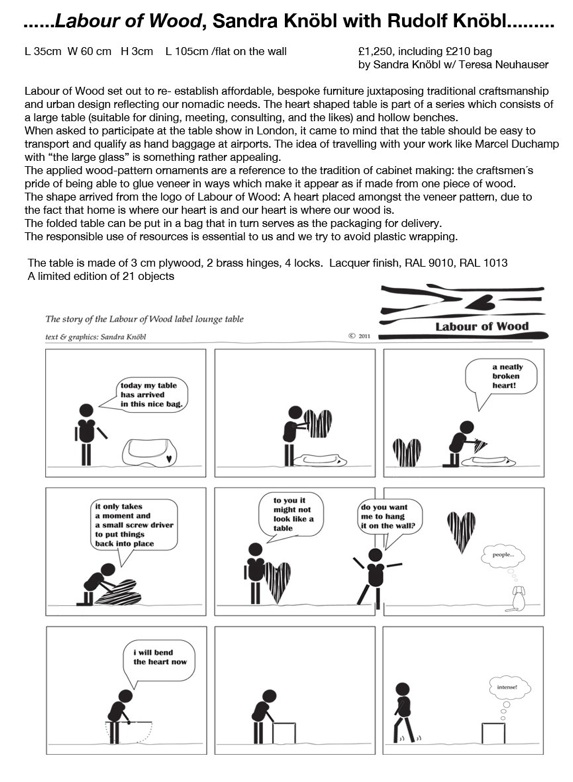 ......Labour of Wood, Sandra Knöbl with Rudolf Knöbl.........
L 35cm  W 60 cm   H 3cm    L 105cm /flat on the wall
£1,250, including £210 bag
by Sandra Knöbl w/ Teresa Neuhauser
Labour of Wood set out to re- establish affordable, bespoke furniture juxtaposing traditional craftsmanship
and urban design reflecting our nomadic needs. The heart shaped table is part of a series which consists of
a large table (suitable for dining, meeting, consulting, and the likes) and hollow benches.
When asked to participate at the table show in London, it came to mind that the table should be easy to
transport and qualify as hand baggage at airports. The idea of travelling with your work like Marcel Duchamp
with “the large glass” is something rather appealing.
The applied wood-pattern ornaments are a reference to the tradition of cabinet making: the craftsmen´s
pride of being able to glue veneer in ways which make it appear as if made from one piece of wood.
The shape arrived from the logo of Labour of Wood: A heart placed amongst the veneer pattern, due to
the fact that home is where our heart is and our heart is where our wood is.
The folded table can be put in a bag that in turn serves as the packaging for delivery.
The responsible use of resources is essential to us and we try to avoid plastic wrapping.
The table is made of 3 cm plywood, 2 brass hinges, 4 locks.  Lacquer finish, RAL 9010, RAL 1013
A limited edition of 21 objects
The story of the Labour of Wood label lounge table
Labour of Wood
text & graphics: Sandra Knöbl
© 2011
today my table
has arrived
in this nice bag.
a neatly
broken
heart!
it only takes
a moment and
a small screw driver
to put things
back into place
to you it
might not
look like a
table
do you want
me to hang
it on the wall?
people...
i will bend
the heart now
intense!